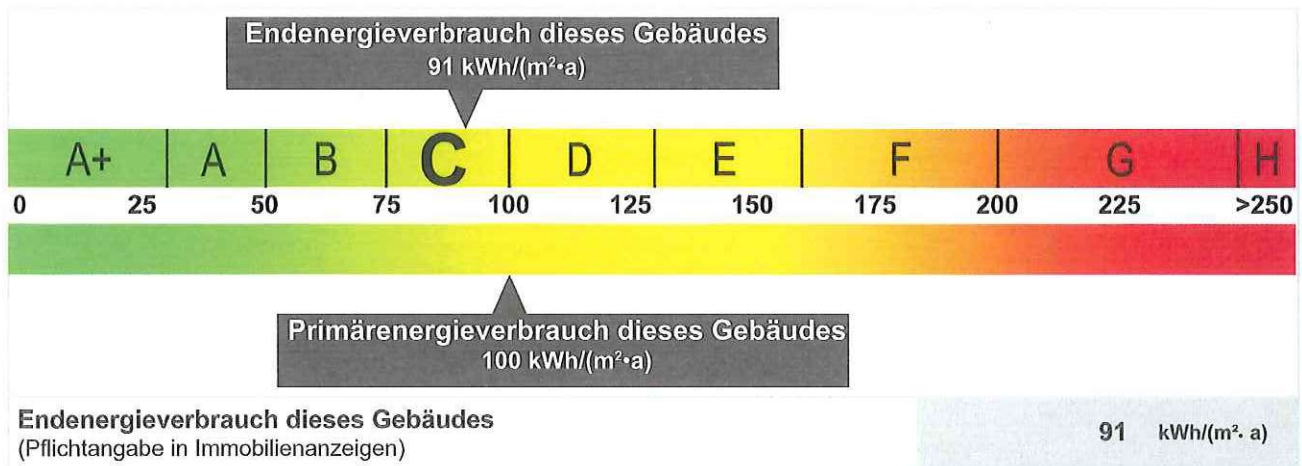 Endenergieverbrauch dieses Gebäudes
91 kWh/(m²•a)
A+ A B C D E F G H
0 25 50 75 100 125 150 175 200 225 >250
Primärenergieverbrauch dieses Gebäudes
100 kWh/(m²•a)
Endenergieverbrauch dieses Gebäudes
(Pflichtangabe in Immobilienanzeigen)
91 kWh/(m²· a)